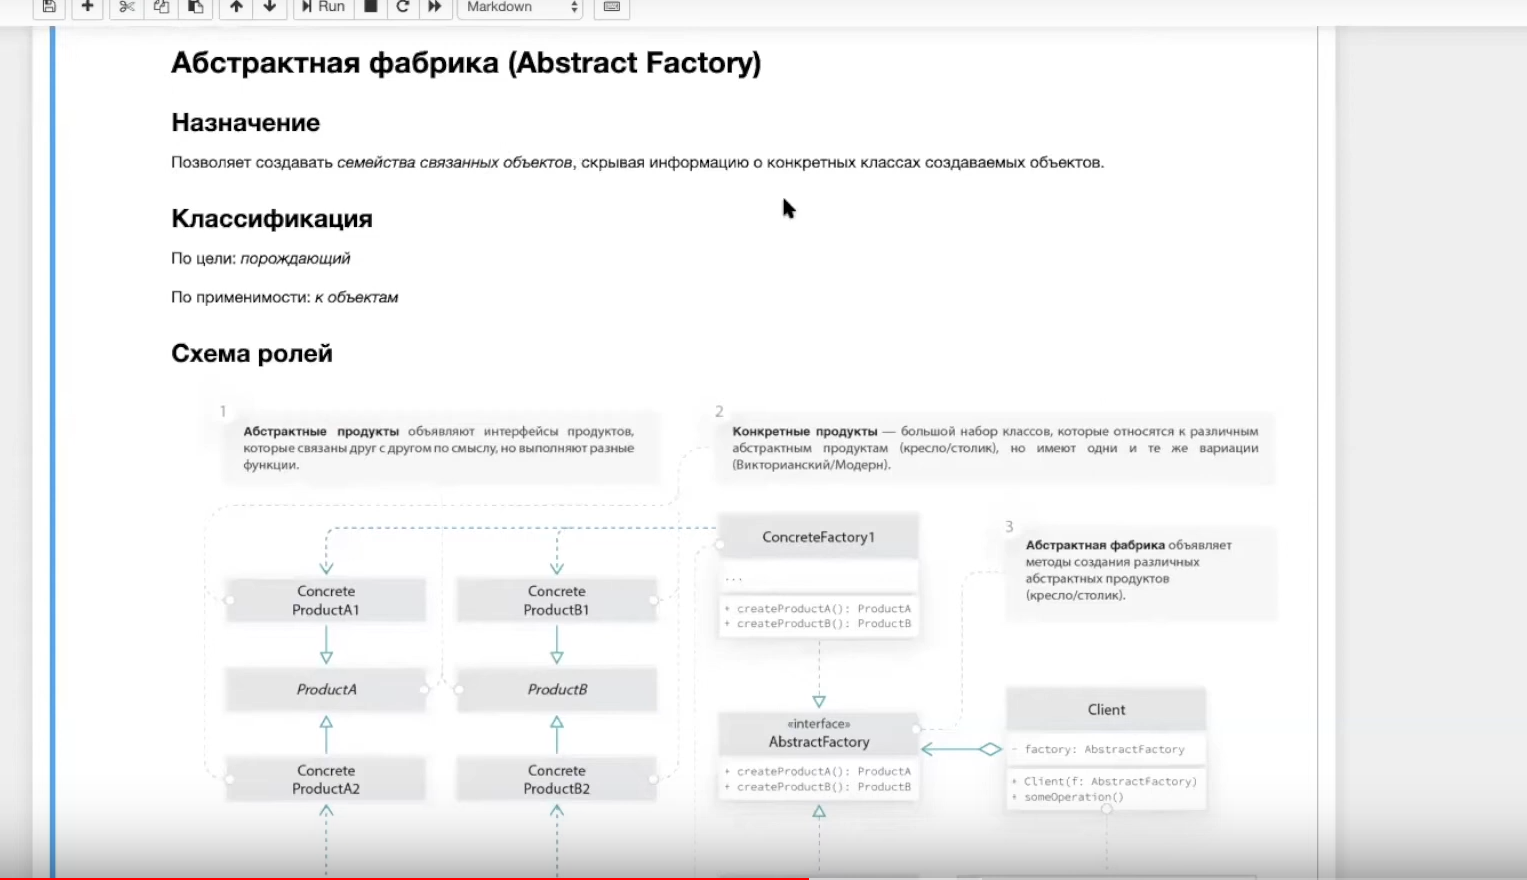 Run
Markdown
Абстрактная фабрика (Abstract Factory)
Назначение
Позволяет создавать семейства связанных объектов, скрывая информацию о конкретных классах создаваемых объектов.
Классификация
По цели: порождающий
По применимости: к объектам
Схема ролей
1
Абстрактные продукты объявляют интерфейсы продуктов,
которые связаны друг с другом по смыслу, но выполняют разные
функции.
2
Конкретные продукты — большой набор классов, которые относятся к различным
абстрактным продуктам (кресло/столик), но имеют одни и те же вариации
(Викторианский/Модерн).
3
Абстрактная фабрика объявляет
методы создания различных
абстрактных продуктов
(кресло/столик).
ConcreteFactory1
...
+ createProductA(): ProductA
+ createProductB(): ProductB
Concrete
ProductA1
Concrete
ProductB1
ProductA
ProductB
Concrete
ProductA2
Concrete
ProductB2
«interface»
AbstractFactory
+ createProductA(): ProductA
+ createProductB(): ProductB
Client
- factory: AbstractFactory
+ Client(f: AbstractFactory)
+ someOperation()